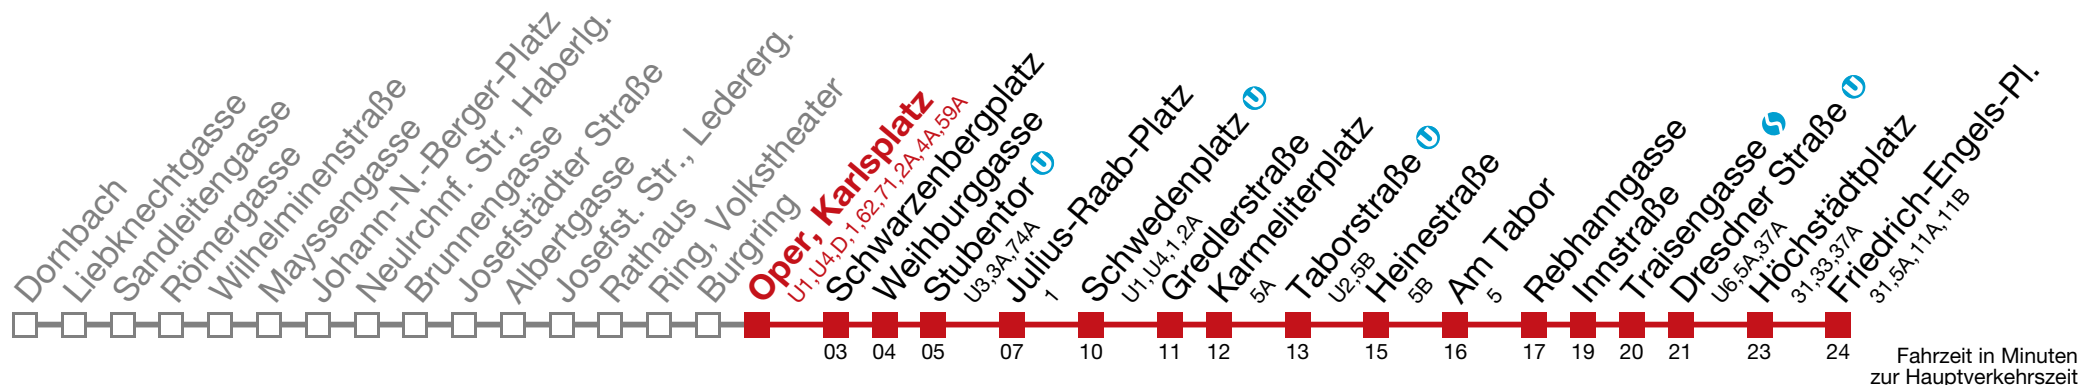 Dornbach
Liebknechtgasse
Sandleitengasse
Römergasse
Wilhelminenstraße
Mayssengasse
Johann-N.-Berger-Platz
Neulrchnf. Str., Haberlg.
Brunnengasse
Josefstädter Straße
Albertgasse
Josefst. Str., Ledererg.
Rathaus
Ring, Volkstheater
Burgring
Oper, Karlsplatz
U1,U4,D,1,62,71,2A,4A,59A
Schwarzenbergplatz
Weihburggasse
Stubentor U
U3,3A,74A
Julius-Raab-Platz
1
Schwedenplatz U
U1,U4,1,2A
Gredlerstraße
Karmeliterplatz
5A
Taborstraße U
U2,5B
Heinestraße
5B
Am Tabor
5
Rebhanngasse
Innstraße
Traisengasse S
Dresdner Straße U
U6,5A,37A
Höchstädtplatz
31,33,37A
Friedrich-Engels-Pl.
31,5A,11A,11B
03 04 05 07 10 11 12 13 15 16 17 19 20 21 23 24
Fahrzeit in Minuten
zur Hauptverkehrszeit